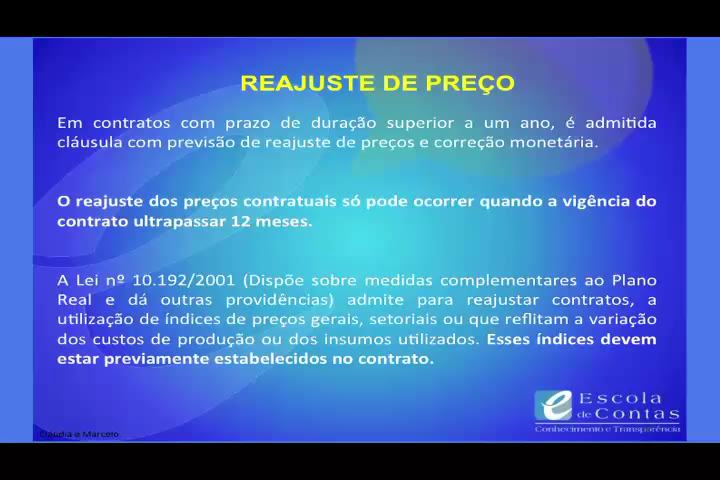 REAJUSTE DE PREÇO
Em contratos com prazo de duração superior a um ano, é admitida
cláusula com previsão de reajuste de preços e correção monetária.
O reajuste dos preços contratuais só pode ocorrer quando a vigência do
contrato ultrapassar 12 meses.
A Lei nº 10.192/2001 (Dispõe sobre medidas complementares ao Plano
Real e dá outras providências) admite para reajustar contratos, a
utilização de índices de preços gerais, setoriais ou que reflitam a variação
dos custos de produção ou dos insumos utilizados. Esses índices devem
estar previamente estabelecidos no contrato.
Escola
de Contas
Conhecimento e Transparência
Cláudia e Marcelo